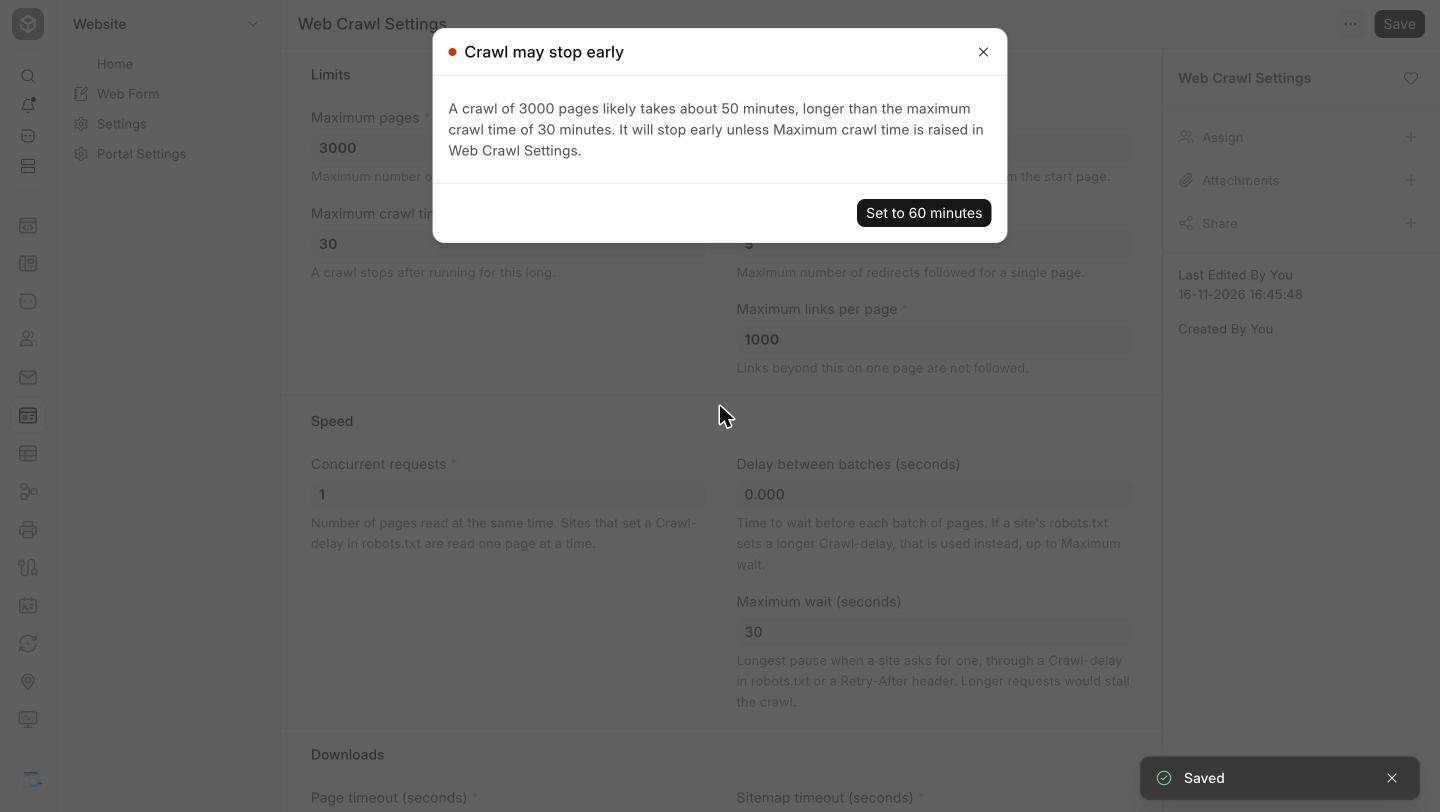 Website
Home
Web Form
Settings
Portal Settings
Web Crawl Settings
Save
Crawl may stop early
A crawl of 3000 pages likely takes about 50 minutes, longer than the maximum
crawl time of 30 minutes. It will stop early unless Maximum crawl time is raised in
Web Crawl Settings.
Set to 60 minutes
Limits
Maximum pages *
3000
Maximum number o
m the start page.
Maximum crawl tim
30
A crawl stops after running for this long.
5
Maximum number of redirects followed for a single page.
Maximum links per page *
1000
Links beyond this on one page are not followed.
Speed
Concurrent requests *
1
Number of pages read at the same time. Sites that set a Crawl-
delay in robots.txt are read one page at a time.
Delay between batches (seconds)
0.000
Time to wait before each batch of pages. If a site's robots.txt
sets a longer Crawl-delay, that is used instead, up to Maximum
wait.
Maximum wait (seconds)
30
Longest pause when a site asks for one, through a Crawl-delay
in robots.txt or a Retry-After header. Longer requests would stall
the crawl.
Downloads
Page timeout (seconds) *
Sitemap timeout (seconds) *
Web Crawl Settings
Assign
Attachments
Share
Last Edited By You
16-11-2026 16:45:48
Created By You
Saved